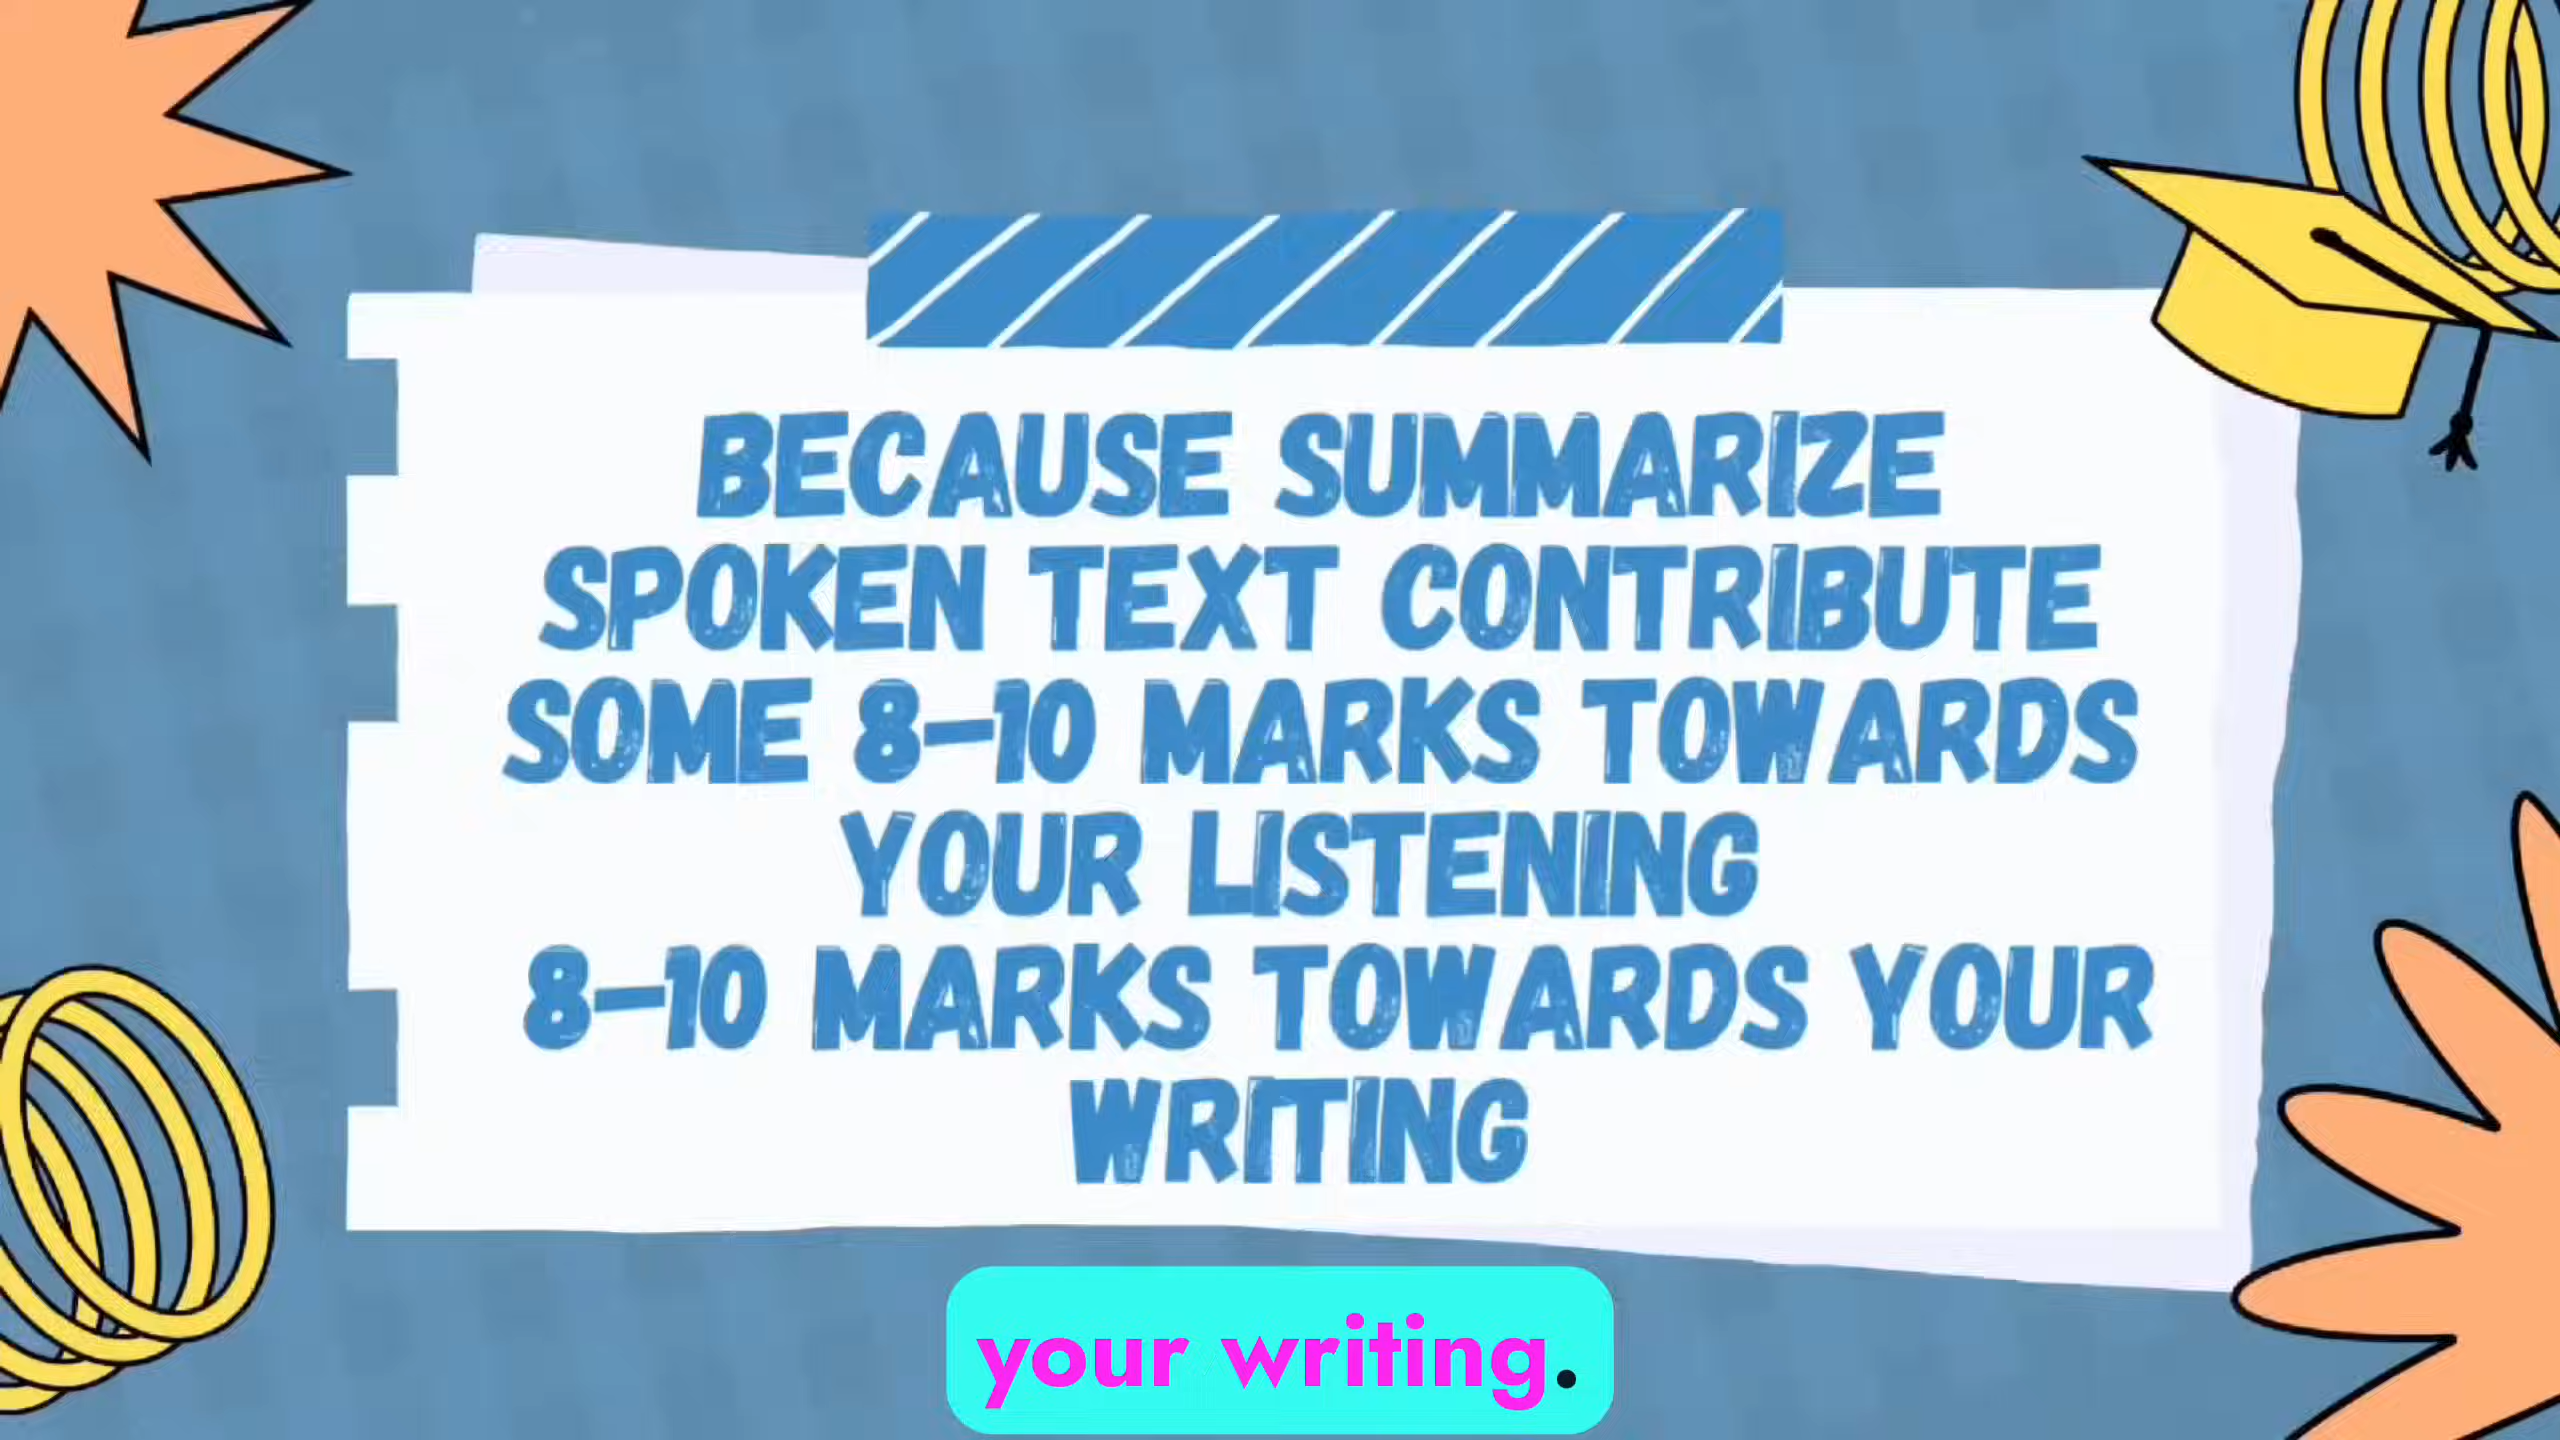 BECAUSE SUMMARIZE
SPOKEN TEXT CONTRIBUTE
SOME 8–10 MARKS TOWARDS
YOUR LISTENING
8–10 MARKS TOWARDS YOUR
WRITING
your writing.